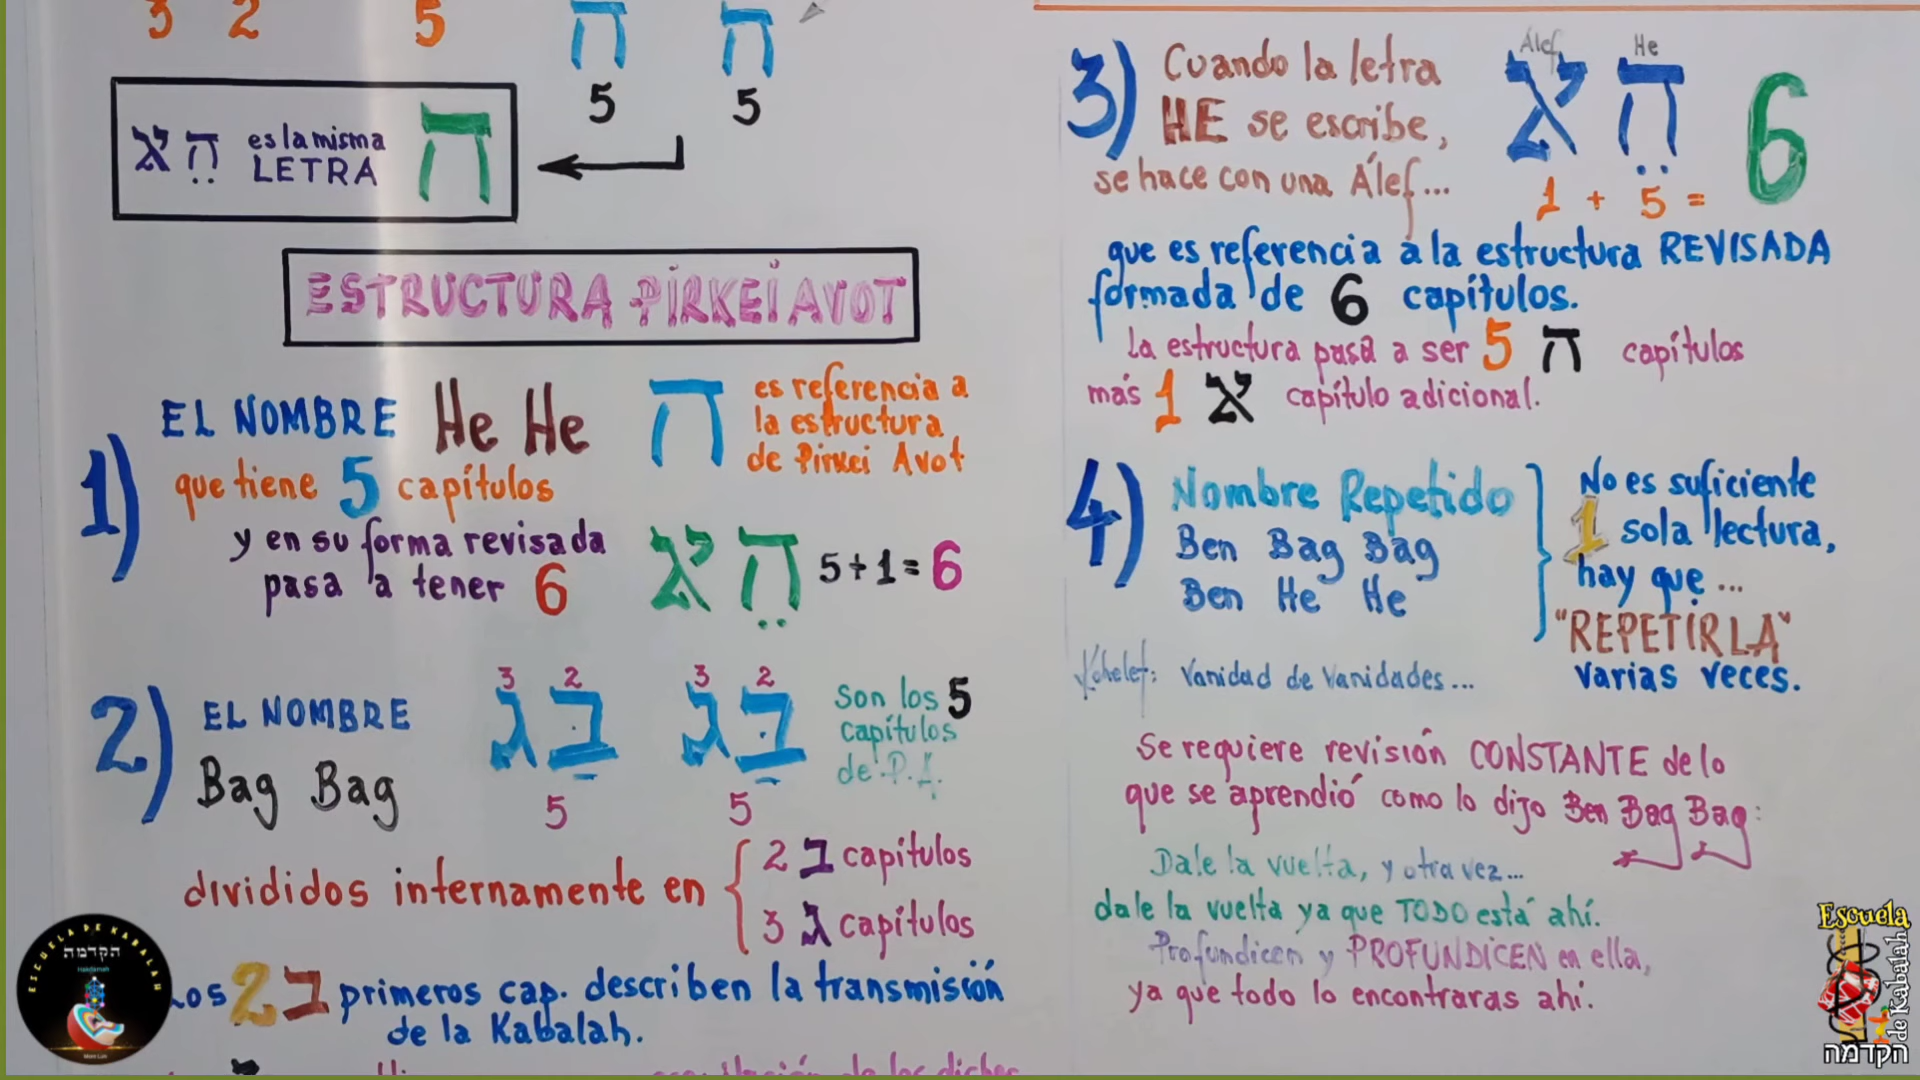 3 2 5 ה ה
5 5
הֵא es la misma ה
LETRA
ESTRUCTURA PIRKEI AVOT
1) EL NOMBRE He He ה es referencia a
la estructura
de Pirkei Avot
que tiene 5 capítulos
y en su forma revisada
pasa a tener 6 הֵא 5+1=6
2) EL NOMBRE
Bag Bag
3 2 3 2
בּג בּג
5 5
Son los 5
capítulos
de P.A.
divididos internamente en
2 ב capítulos
3 ג capítulos
Los 2 ב primeros cap. describen la transmisión
de la Kabalah.
3) Cuando la letra
HE se escribe,
se hace con una Álef...
Álef He
הֵא 6
1 + 5 =
que es referencia a la estructura REVISADA
formada de 6 capítulos.
La estructura pasa a ser 5 ה capítulos
más 1 א capítulo adicional.
4) Nombre Repetido
Ben Bag Bag
Ben He He
No es suficiente
1 sola lectura,
hay que ...
"REPETIRLA"
varias veces.
Kohelet: Vanidad de Vanidades...
Se requiere revisión CONSTANTE de lo
que se aprendió como lo dijo Ben Bag Bag:
Dale la vuelta, y otra vez...
dale la vuelta ya que TODO está ahí.
Profundicen y PROFUNDICEN en ella,
ya que todo lo encontraras ahí.
ESCUELA DE KABALAH
הקדמה
Hakdamah
Escuela
de Kabalah
הקדמה